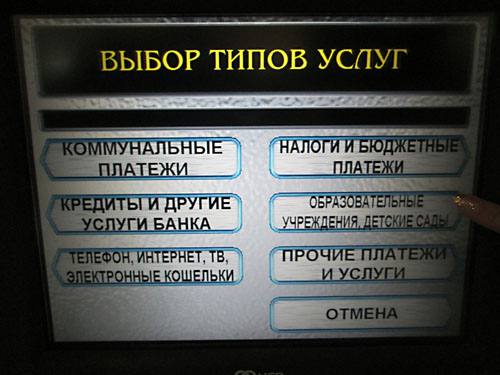 ВЫБОР ТИПОВ УСЛУГ
КОММУНАЛЬНЫЕ
ПЛАТЕЖИ
НАЛОГИ И БЮДЖЕТНЫЕ
ПЛАТЕЖИ
КРЕДИТЫ И ДРУГИЕ
УСЛУГИ БАНКА
ОБРАЗОВАТЕЛЬНЫЕ
УЧРЕЖДЕНИЯ, ДЕТСКИЕ САДЫ
ТЕЛЕФОН, ИНТЕРНЕТ, ТВ,
ЭЛЕКТРОННЫЕ КОШЕЛЬКИ
ПРОЧИЕ ПЛАТЕЖИ
И УСЛУГИ
ОТМЕНА